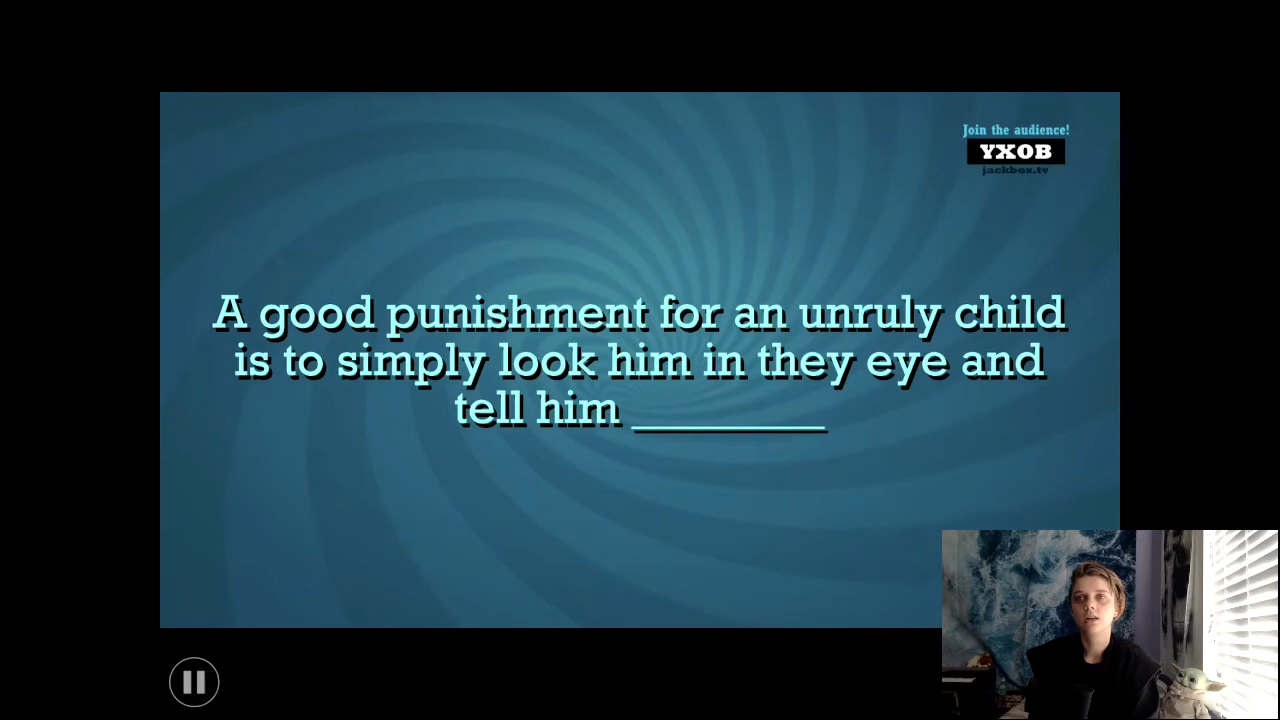 Join the audience!
YXOB
jackbox.tv
A good punishment for an unruly child
is to simply look him in they eye and
tell him ________